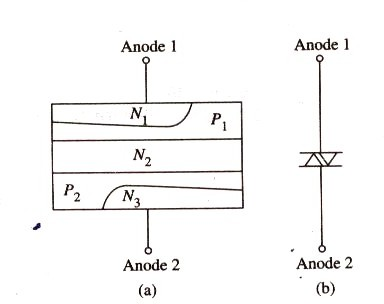 Anode 1 Anode 1
N1 P1
N2
P2 N3
Anode 2 Anode 2
(a) (b)